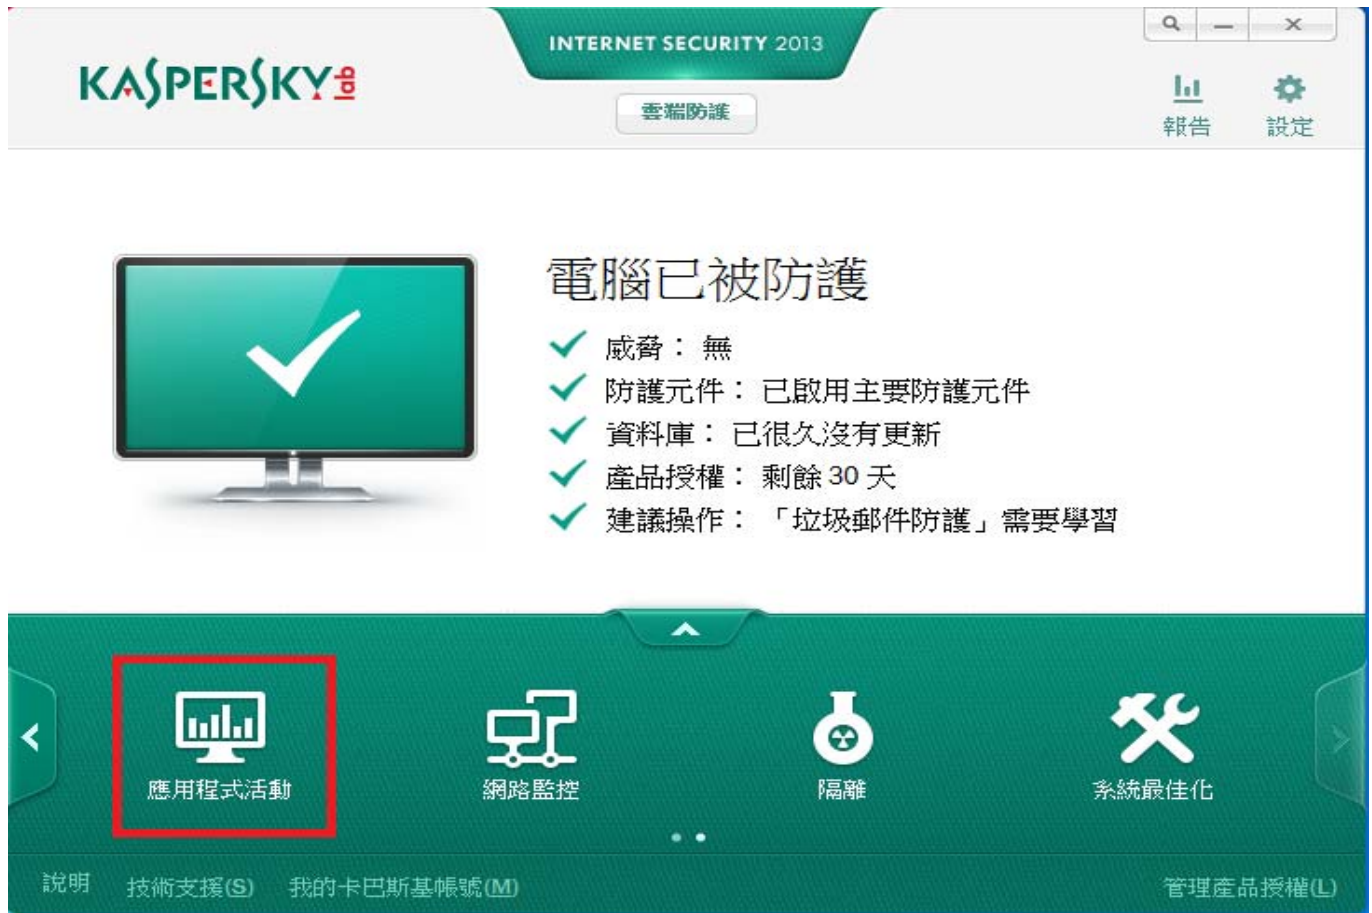 KASPERSKY lab
INTERNET SECURITY 2013
雲端防護
報告
設定
電腦已被防護
威脅： 無
防護元件： 已啟用主要防護元件
資料庫： 已很久沒有更新
產品授權： 剩餘 30 天
建議操作： 「垃圾郵件防護」需要學習
應用程式活動
網路監控
隔離
系統最佳化
說明
技術支援(S)
我的卡巴斯基帳號(M)
管理產品授權(L)